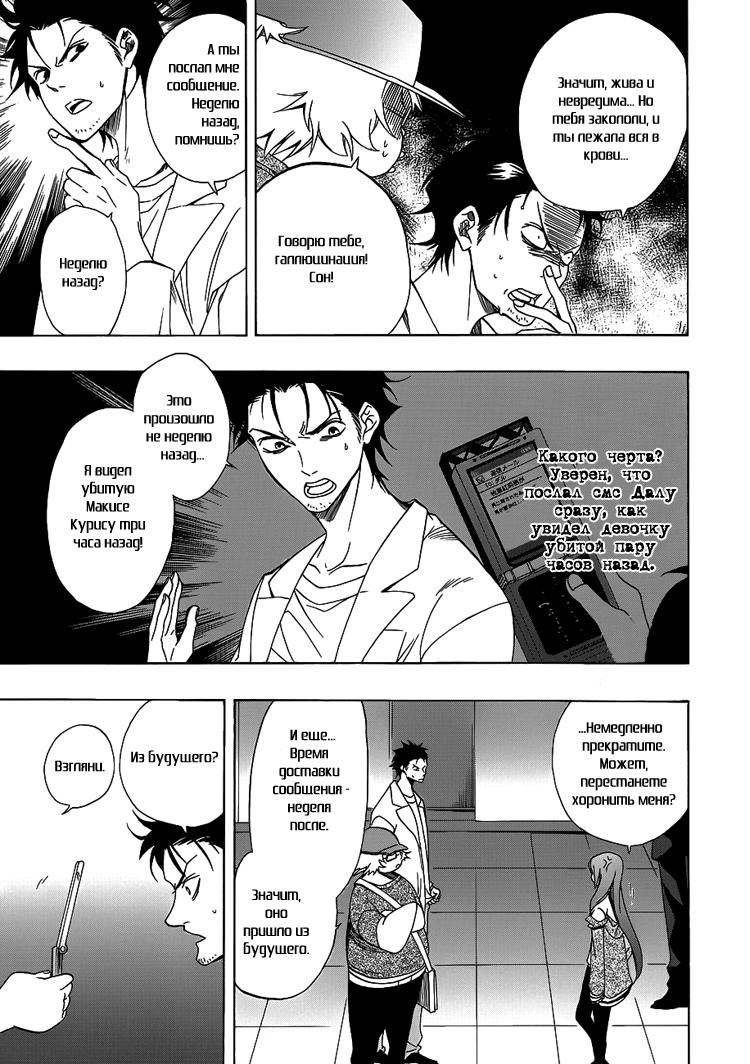 Значит, жива и
невредима... Но
тебя закололи, и
ты лежала вся в
крови...
Говорю тебе,
галлюцинация!
Сон!
А ты
послал мне
сообщение.
Неделю
назад,
помнишь?
Неделю
назад?
Какого черта?
Уверен, что
послал смс Далу
сразу, как
увидел девочку
убитой пару
часов назад.
Это
произошло
не неделю
назад...
Я видел
убитую
Макисе
Курису три
часа назад!
...Немедленно
прекратите.
Может,
перестанете
хоронить меня?
И еще...
Время
доставки
сообщения -
неделя
после.
Значит,
оно
пришло из
будущего.
Из будущего?
Взгляни.